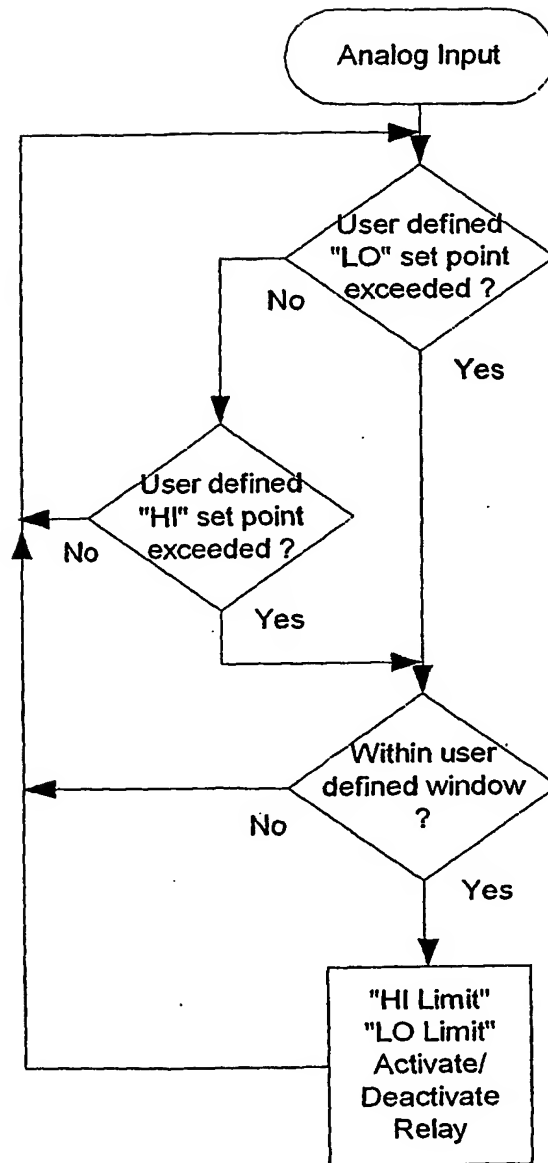 Analog Input
User defined
"LO" set point
exceeded ?
No
Yes
User defined
"HI" set point
exceeded ?
No
Yes
Within user
defined window
?
No
Yes
"HI Limit"
"LO Limit"
Activate/
Deactivate
Relay